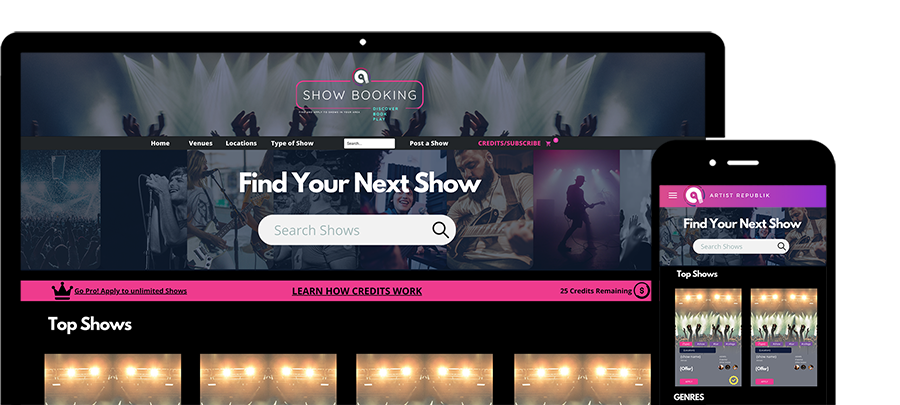 SHOW BOOKING
DISCOVER
BOOK
PLAY
Home Venues Locations Type of Show Search... Post a Show CREDITS/SUBSCRIBE
Find Your Next Show
Search Shows
Go Pro! Apply to unlimited Shows LEARN HOW CREDITS WORK 25 Credits Remaining $
Top Shows
ARTIST REPUBLIK
Find Your Next Show
Search Shows
Top Shows
(Offer) (Offer)
GENRES